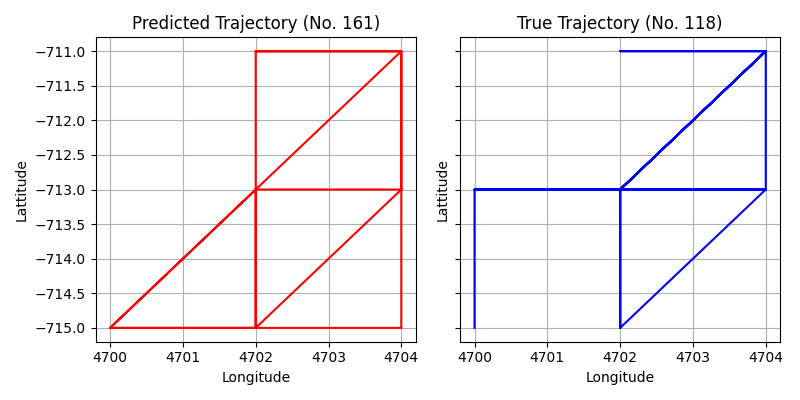 Predicted Trajectory (No. 161)
True Trajectory (No. 118)
−711.0
−711.5
−712.0
−712.5
−713.0
−713.5
−714.0
−714.5
−715.0
Lattitude
Lattitude
4700 4701 4702 4703 4704
4700 4701 4702 4703 4704
Longitude
Longitude